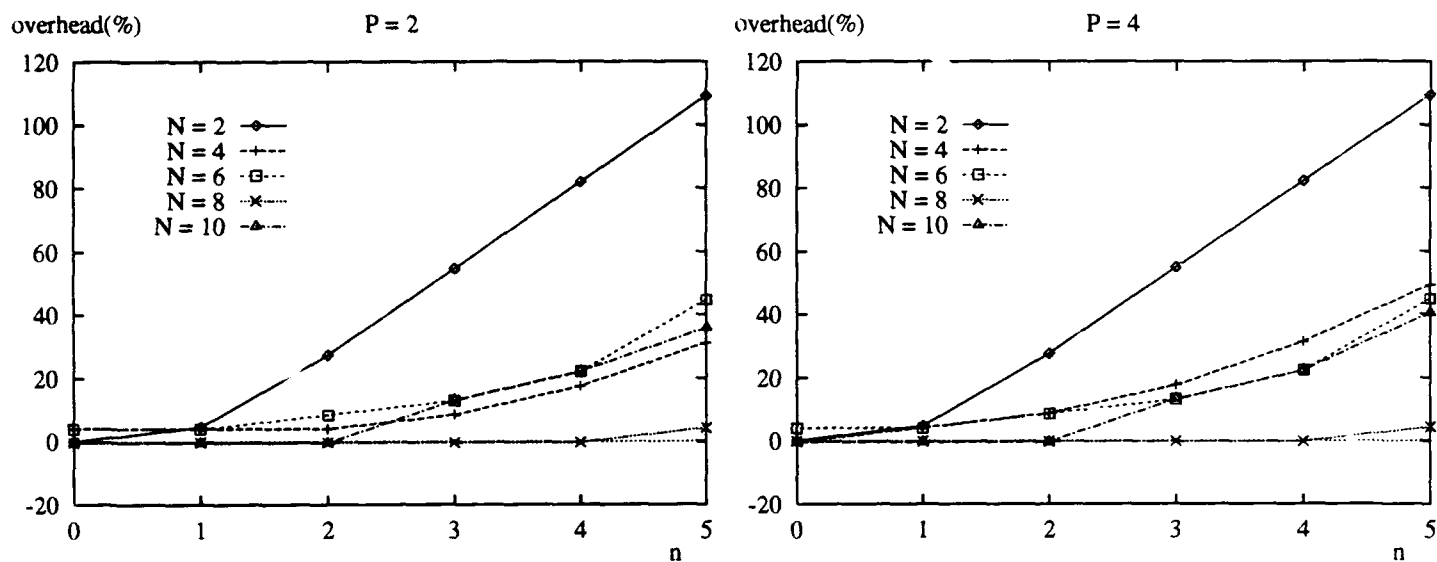 overhead(%)
P = 2
120
100
80
60
40
20
0
-20
N = 2
N = 4
N = 6
N = 8
N = 10
0 1 2 3 4 5
n
overhead(%)
P = 4
120
100
80
60
40
20
0
-20
N = 2
N = 4
N = 6
N = 8
N = 10
0 1 2 3 4 5
n